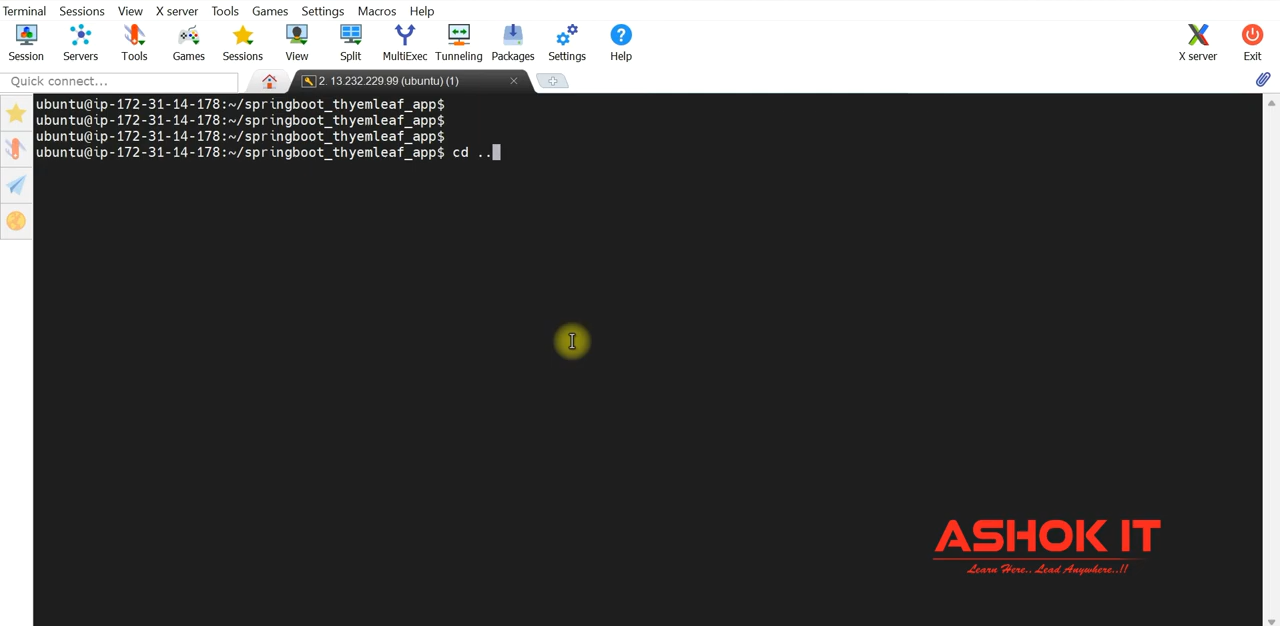 Terminal Sessions View X server Tools Games Settings Macros Help
Session Servers Tools Games Sessions View Split MultiExec Tunneling Packages Settings Help X server Exit
Quick connect... 2. 13.232.229.99 (ubuntu) (1)
ubuntu@ip-172-31-14-178:~/springboot_thyemleaf_app$
ubuntu@ip-172-31-14-178:~/springboot_thyemleaf_app$
ubuntu@ip-172-31-14-178:~/springboot_thyemleaf_app$
ubuntu@ip-172-31-14-178:~/springboot_thyemleaf_app$ cd ..
ASHOK IT
Learn Here.. Lead Anywhere..!!